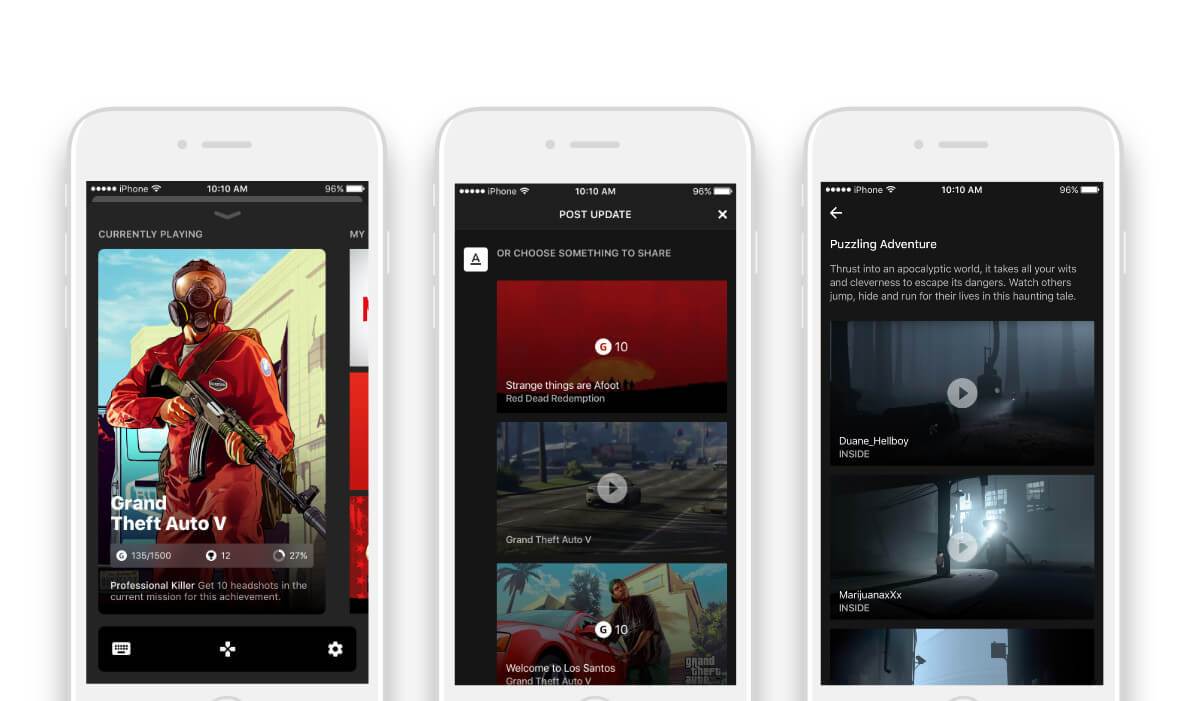 iPhone 10:10 AM 96%
CURRENTLY PLAYING MY
Grand
Theft Auto V
G 135/1500 12 27%
Professional Killer Get 10 headshots in the
current mission for this achievement.
iPhone 10:10 AM 96%
POST UPDATE
A OR CHOOSE SOMETHING TO SHARE
G 10
Strange things are Afoot
Red Dead Redemption
Grand Theft Auto V
G 10
Welcome to Los Santos
Grand Theft Auto V
grand
theft
auto
iPhone 10:10 AM 96%
Puzzling Adventure
Thrust into an apocalyptic world, it takes all your wits
and cleverness to escape its dangers. Watch others
jump, hide and run for their lives in this haunting tale.
Duane_Hellboy
INSIDE
MarijuanaxXx
INSIDE